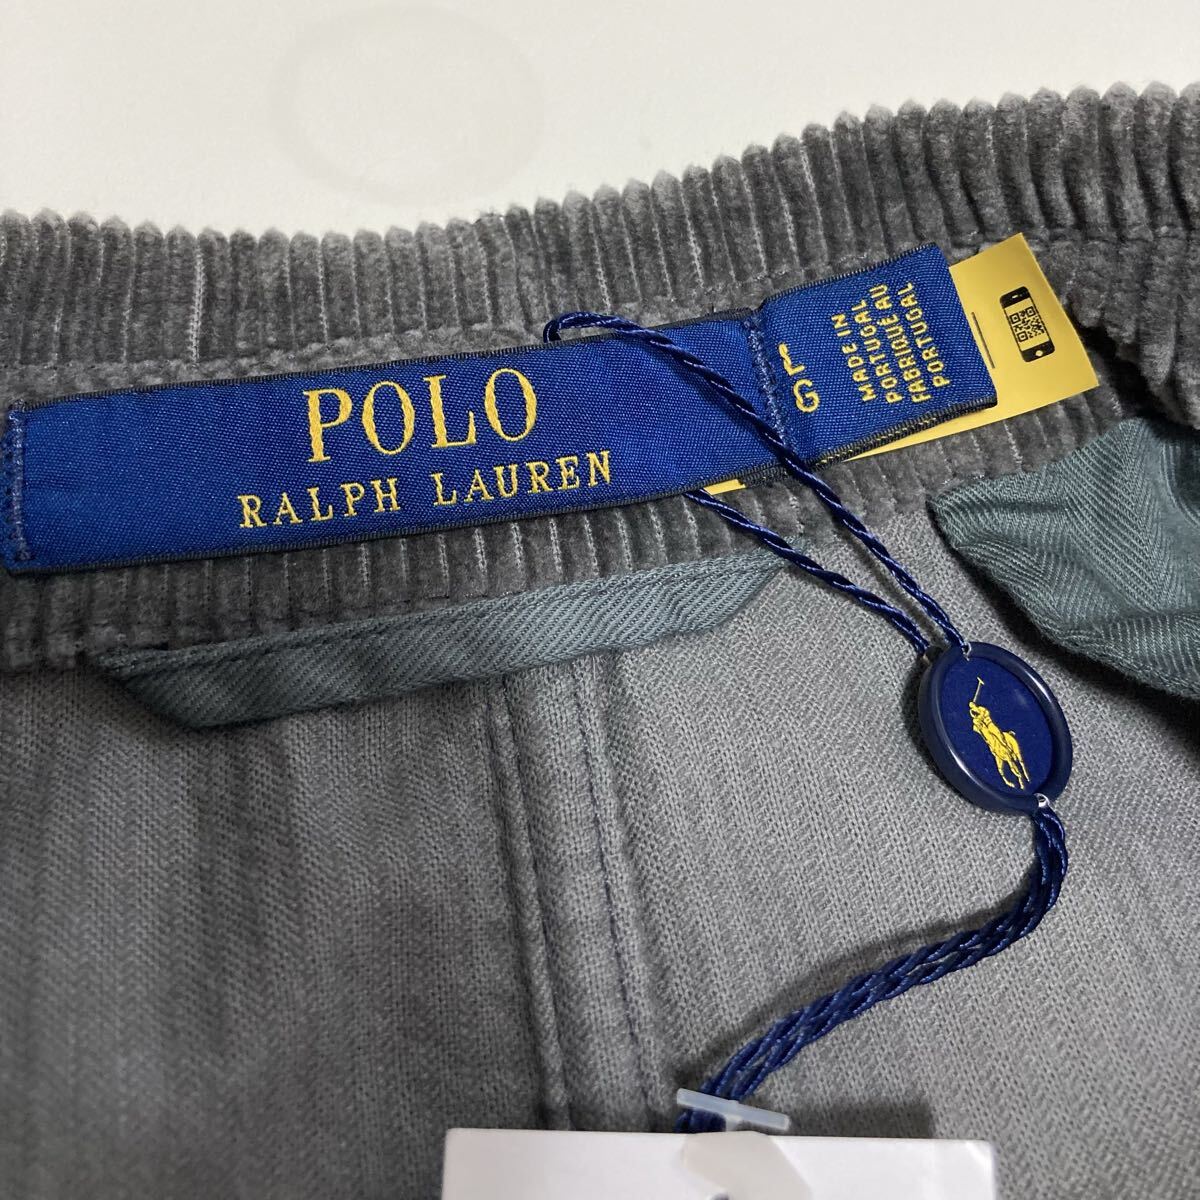 POLO
RALPH LAUREN
L
G
MADE IN
PORTUGAL
FABRIQUÉ AU
PORTUGAL